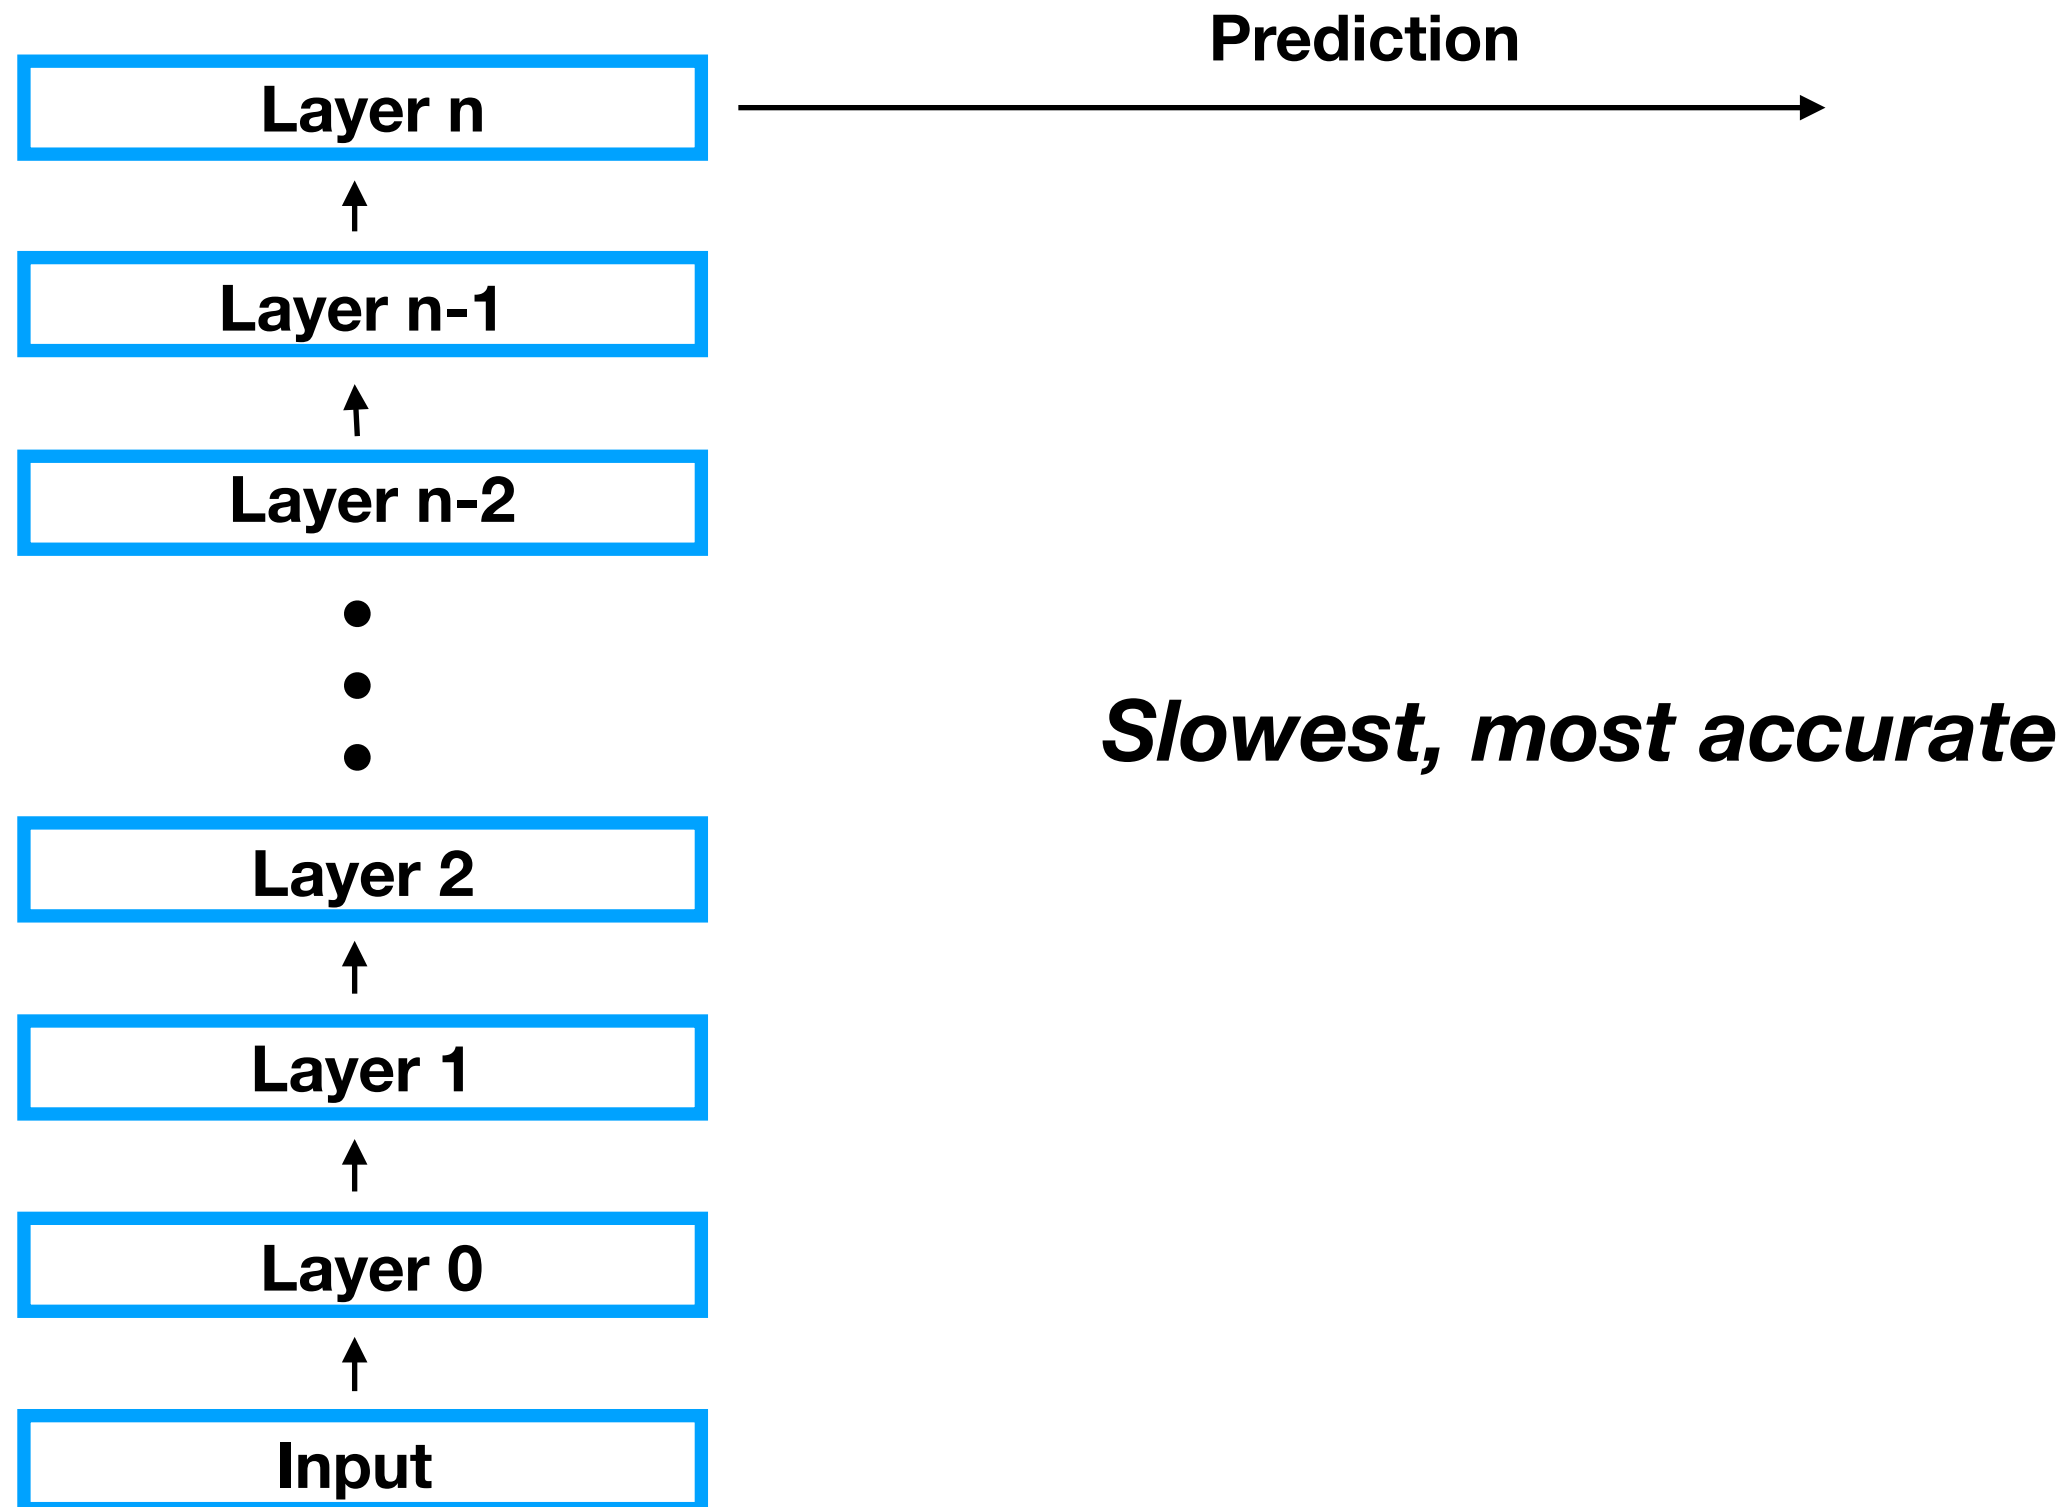 Prediction
Layer n
Layer n-1
Layer n-2
Slowest, most accurate
Layer 2
Layer 1
Layer 0
Input